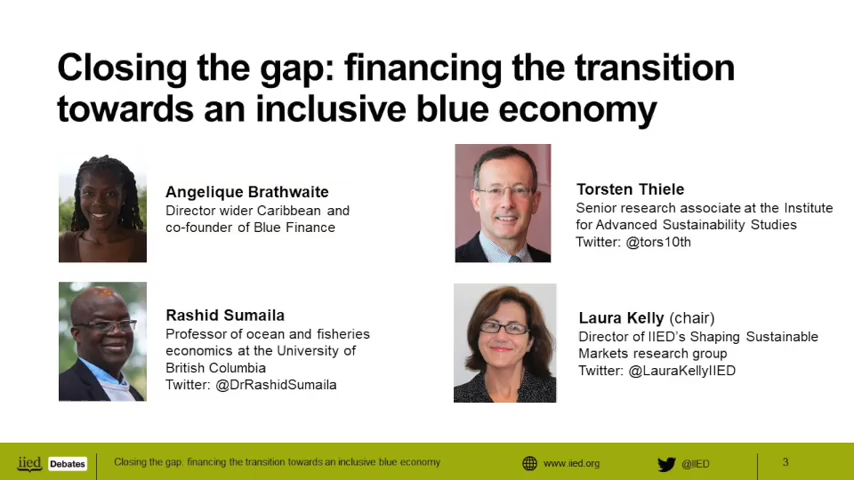 Closing the gap: financing the transition
towards an inclusive blue economy
Angelique Brathwaite
Director wider Caribbean and
co-founder of Blue Finance
Torsten Thiele
Senior research associate at the Institute
for Advanced Sustainability Studies
Twitter: @tors10th
Rashid Sumaila
Professor of ocean and fisheries
economics at the University of
British Columbia
Twitter: @DrRashidSumaila
Laura Kelly (chair)
Director of IIED's Shaping Sustainable
Markets research group
Twitter: @LauraKellyIIED
iied Debates
Closing the gap: financing the transition towards an inclusive blue economy
www.iied.org
@IIED
3